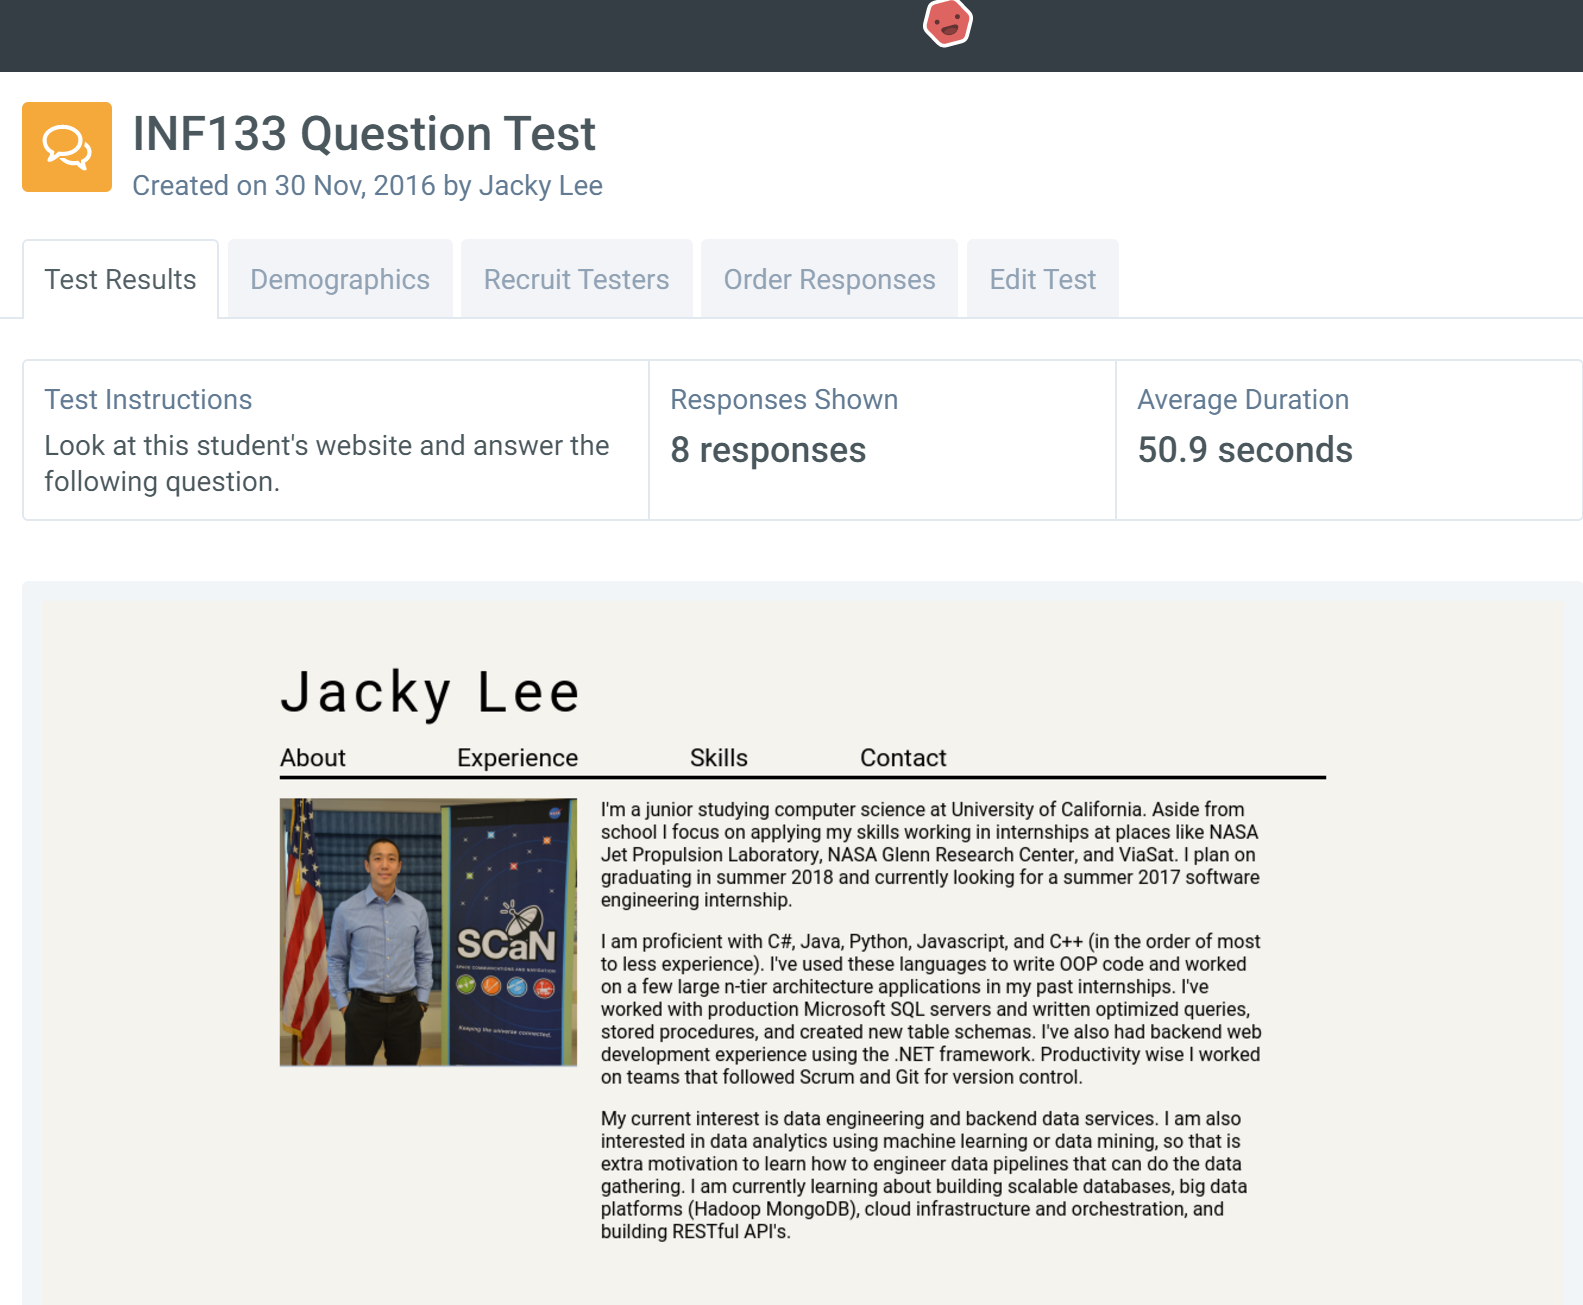 INF133 Question Test
Created on 30 Nov, 2016 by Jacky Lee
Test Results
Demographics
Recruit Testers
Order Responses
Edit Test
Test Instructions
Look at this student's website and answer the
following question.
Responses Shown
8 responses
Average Duration
50.9 seconds
Jacky Lee
About
Experience
Skills
Contact
SCaN
SPACE COMMUNICATIONS AND NAVIGATION
Keeping the universe connected.
I'm a junior studying computer science at University of California. Aside from
school I focus on applying my skills working in internships at places like NASA
Jet Propulsion Laboratory, NASA Glenn Research Center, and ViaSat. I plan on
graduating in summer 2018 and currently looking for a summer 2017 software
engineering internship.
I am proficient with C#, Java, Python, Javascript, and C++ (in the order of most
to less experience). I've used these languages to write OOP code and worked
on a few large n-tier architecture applications in my past internships. I've
worked with production Microsoft SQL servers and written optimized queries,
stored procedures, and created new table schemas. I've also had backend web
development experience using the .NET framework. Productivity wise I worked
on teams that followed Scrum and Git for version control.
My current interest is data engineering and backend data services. I am also
interested in data analytics using machine learning or data mining, so that is
extra motivation to learn how to engineer data pipelines that can do the data
gathering. I am currently learning about building scalable databases, big data
platforms (Hadoop MongoDB), cloud infrastructure and orchestration, and
building RESTful API's.